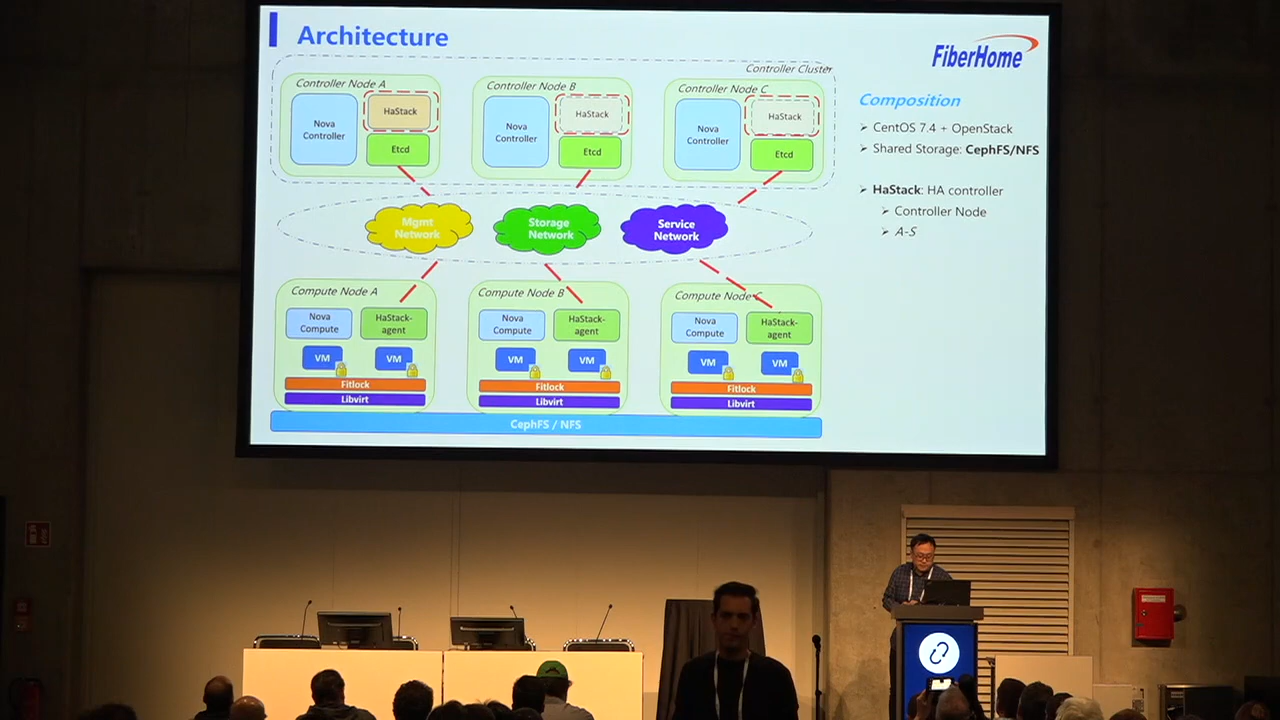 Architecture
FiberHome
Controller Cluster
Controller Node A
Nova
Controller
HaStack
Etcd
Controller Node B
Nova
Controller
HaStack
Etcd
Controller Node C
Nova
Controller
HaStack
Etcd
Mgmt
Network
Storage
Network
Service
Network
Compute Node A
Nova
Compute
HaStack-
agent
VM
VM
Fitlock
Libvirt
Compute Node B
Nova
Compute
HaStack-
agent
VM
VM
Fitlock
Libvirt
Compute Node C
Nova
Compute
HaStack-
agent
VM
VM
Fitlock
Libvirt
CephFS / NFS
Composition
CentOS 7.4 + OpenStack
Shared Storage: CephFS/NFS
HaStack: HA controller
Controller Node
A-S